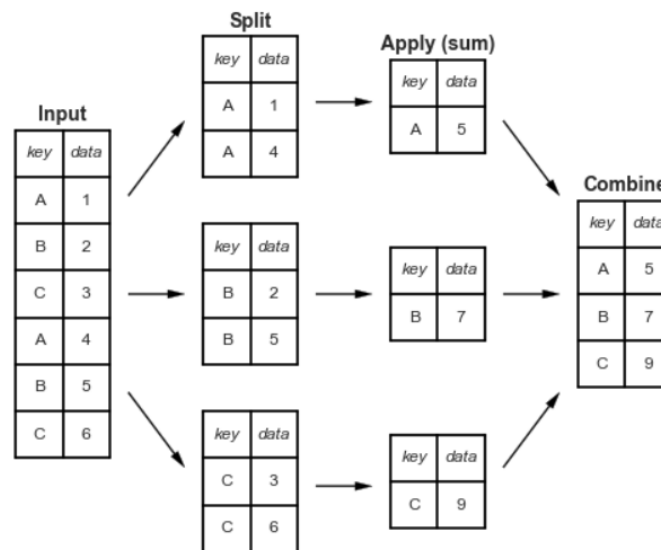 Input
key data
A 1
B 2
C 3
A 4
B 5
C 6
Split
key data
A 1
A 4
key data
B 2
B 5
key data
C 3
C 6
Apply (sum)
key data
A 5
key data
B 7
key data
C 9
Combine
key data
A 5
B 7
C 9